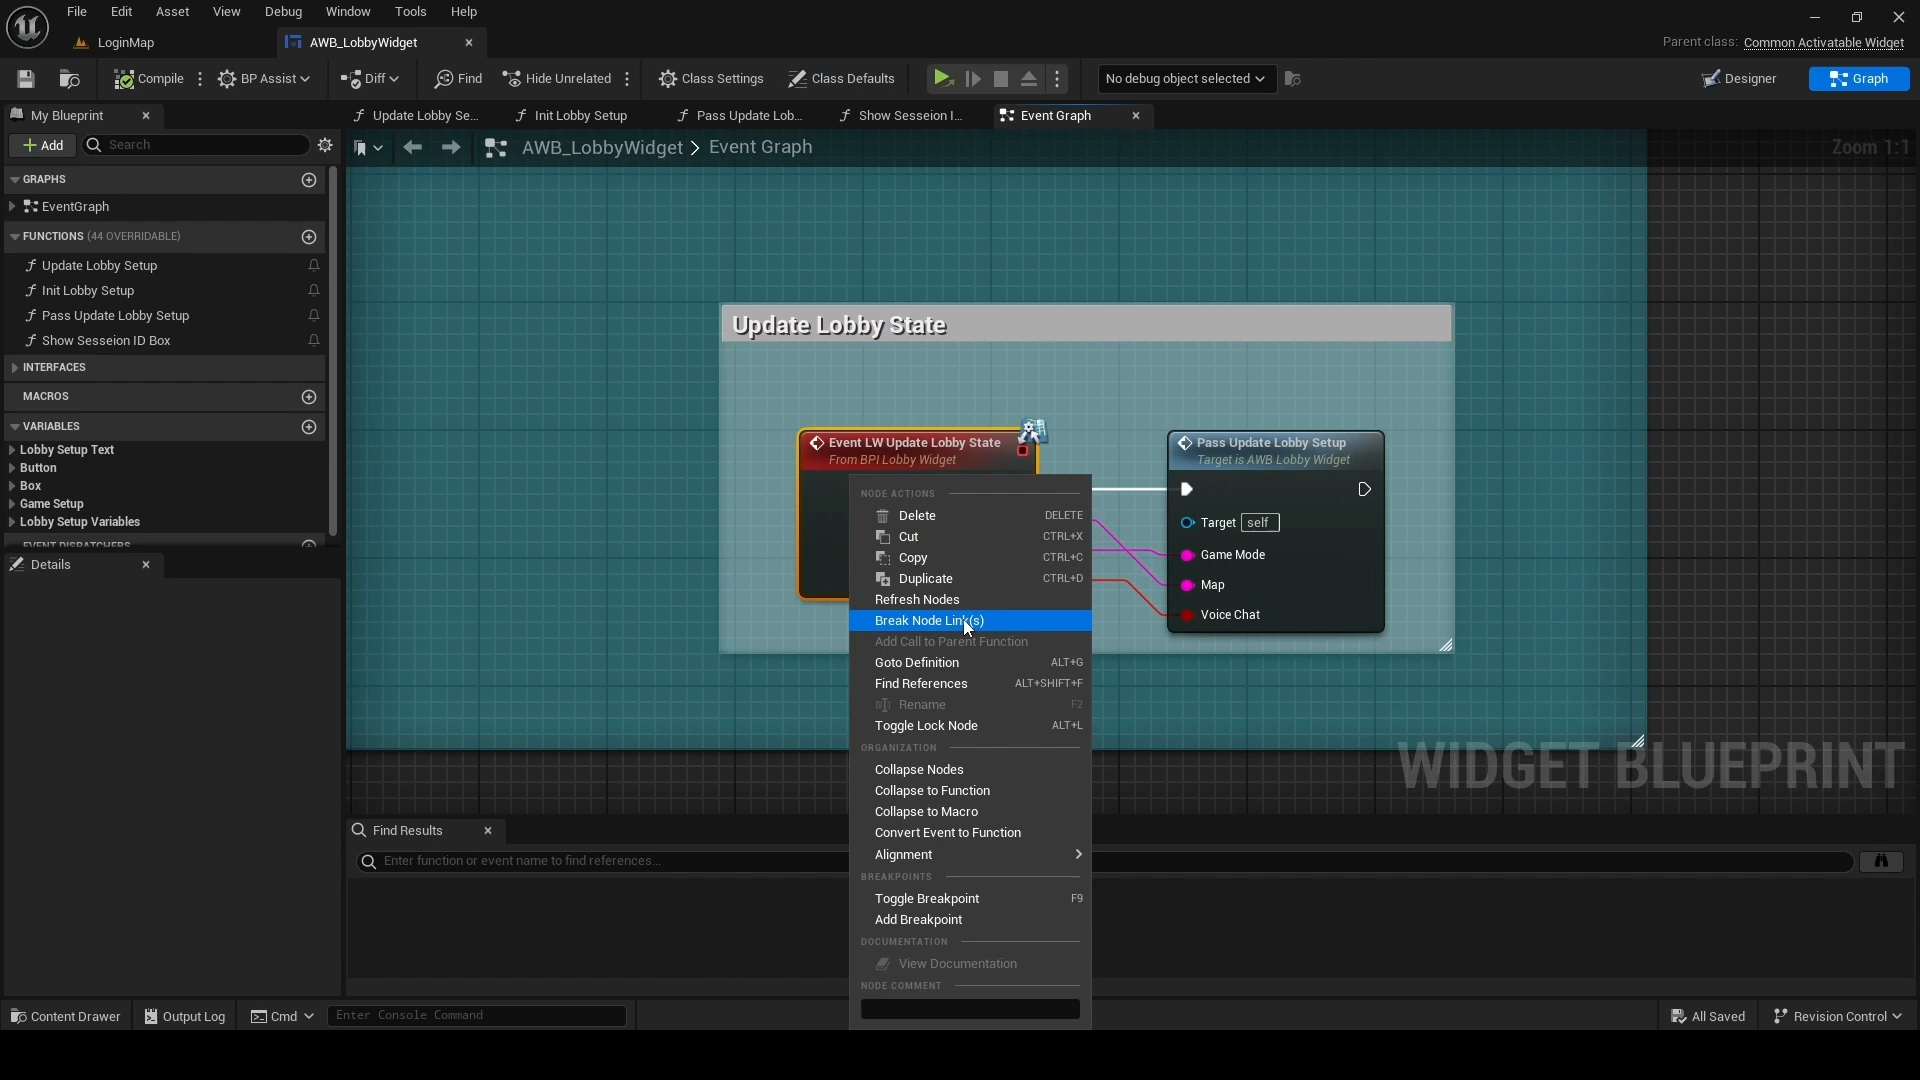 File Edit Asset View Debug Window Tools Help
LoginMap
AWB_LobbyWidget
Parent class: Common Activatable Widget
Compile
BP Assist
Diff
Find
Hide Unrelated
Class Settings
Class Defaults
No debug object selected
Designer
Graph
My Blueprint
Update Lobby Se...
Init Lobby Setup
Pass Update Lob...
Show Sesseion I...
Event Graph
Add
Search
AWB_LobbyWidget > Event Graph
Zoom 1:1
GRAPHS
EventGraph
FUNCTIONS (44 OVERRIDABLE)
Update Lobby Setup
Init Lobby Setup
Pass Update Lobby Setup
Show Sesseion ID Box
INTERFACES
MACROS
VARIABLES
Lobby Setup Text
Button
Box
Game Setup
Lobby Setup Variables
EVENT DISPATCHERS
Details
Update Lobby State
Event LW Update Lobby State
From BPI Lobby Widget
Pass Update Lobby Setup
Target is AWB Lobby Widget
Target self
Game Mode
Map
Voice Chat
NODE ACTIONS
Delete DELETE
Cut CTRL+X
Copy CTRL+C
Duplicate CTRL+D
Refresh Nodes
Break Node Link(s)
Add Call to Parent Function
Goto Definition ALT+G
Find References ALT+SHIFT+F
Rename F2
Toggle Lock Node ALT+L
ORGANIZATION
Collapse Nodes
Collapse to Function
Collapse to Macro
Convert Event to Function
Alignment
BREAKPOINTS
Toggle Breakpoint F9
Add Breakpoint
DOCUMENTATION
View Documentation
NODE COMMENT
WIDGET BLUEPRINT
Find Results
Enter function or event name to find references...
Content Drawer
Output Log
Cmd
Enter Console Command
All Saved
Revision Control